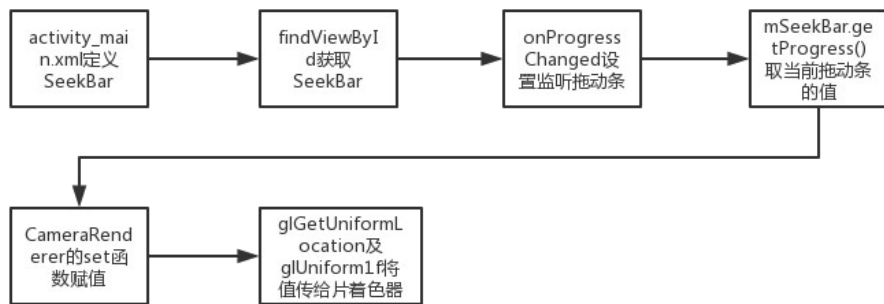 activity_mai
n.xml定义
SeekBar
findViewByI
d获取
SeekBar
onProgress
Changed设
置监听拖动条
mSeekBar.ge
tProgress()
取当前拖动条
的值
CameraRend
erer的set函
数赋值
glGetUniformL
ocation及
glUniform1f将
值传给片着色器